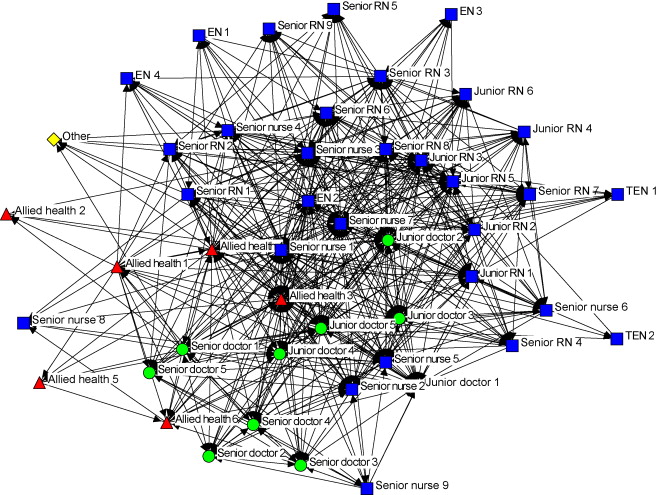 Senior RN 5
EN 3
Senior RN 9
EN 1
EN 4
Senior RN 3
Junior RN 6
Senior RN 6
Senior nurse 4
Junior RN 4
Other
Senior RN 2
Senior nurse 3
Senior RN 8
Junior RN 3
Junior RN 5
Senior RN 1
EN 2
Senior RN 7
TEN 1
Allied health 2
Senior nurse 7
Junior RN 2
Allied health
Senior nurse 1
Junior doctor 2
Allied health 1
Junior RN 1
Allied health 3
Senior nurse 6
Senior nurse 8
Junior doctor 5
Junior doctor 3
Senior doctor 1
Junior doctor 4
Senior RN 4
TEN 2
Senior doctor 5
Senior nurse 5
Allied health 5
Senior nurse 2
Junior doctor 1
Allied health 6
Senior doctor 4
Senior doctor 2
Senior doctor 3
Senior nurse 9